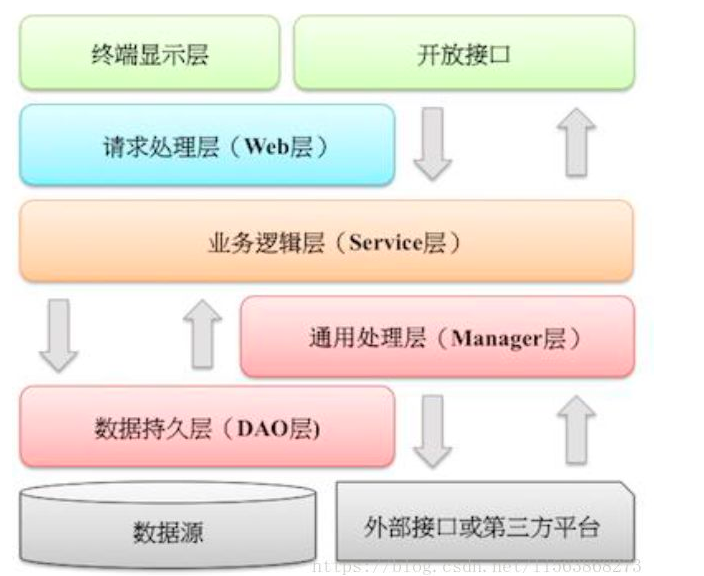 终端显示层
开放接口
请求处理层（Web层）
业务逻辑层（Service层）
通用处理层（Manager层）
数据持久层（DAO层)
数据源
外部接口或第三方平台
https://blog.csdn.net/11563868273